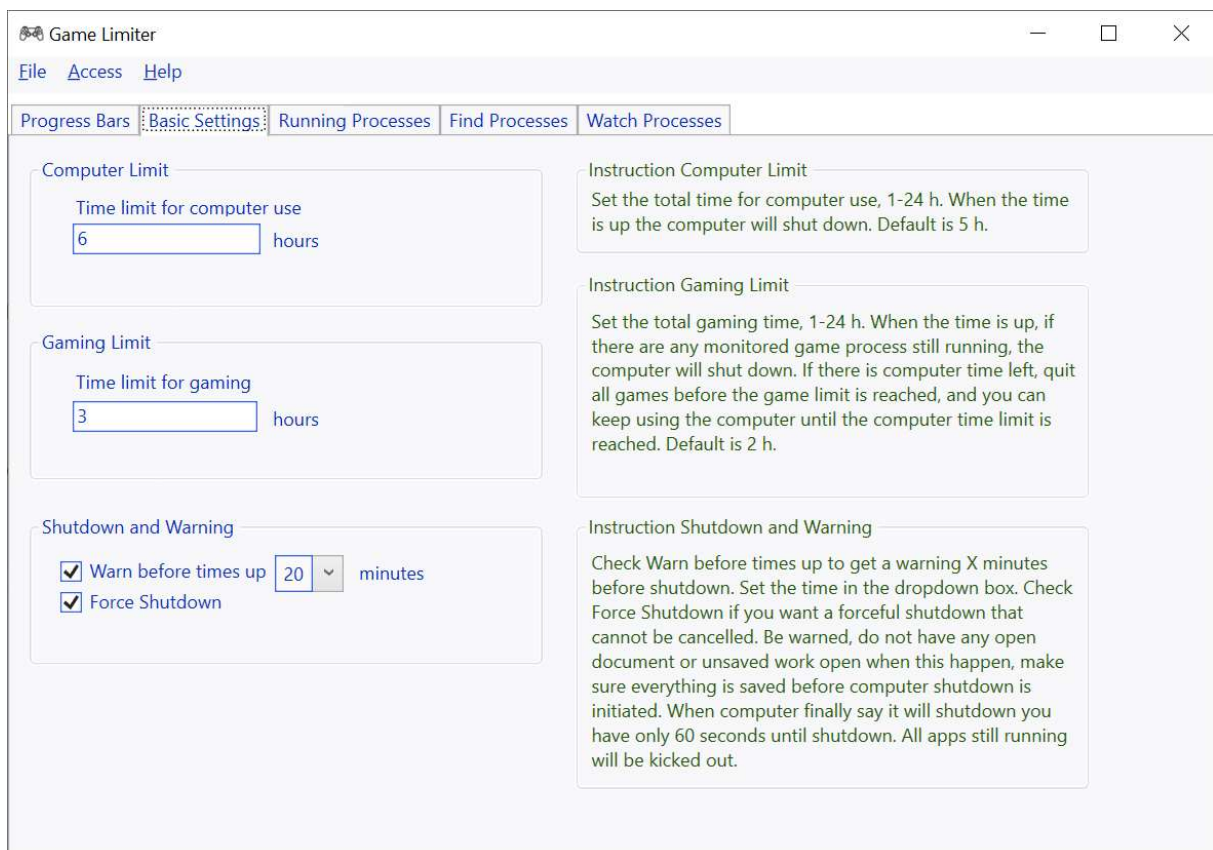 Game Limiter
File Access Help
Progress Bars Basic Settings Running Processes Find Processes Watch Processes
Computer Limit
Time limit for computer use
6 hours
Gaming Limit
Time limit for gaming
3 hours
Shutdown and Warning
Warn before times up 20 minutes
Force Shutdown
Instruction Computer Limit
Set the total time for computer use, 1-24 h. When the time
is up the computer will shut down. Default is 5 h.
Instruction Gaming Limit
Set the total gaming time, 1-24 h. When the time is up, if
there are any monitored game process still running, the
computer will shut down. If there is computer time left, quit
all games before the game limit is reached, and you can
keep using the computer until the computer time limit is
reached. Default is 2 h.
Instruction Shutdown and Warning
Check Warn before times up to get a warning X minutes
before shutdown. Set the time in the dropdown box. Check
Force Shutdown if you want a forceful shutdown that
cannot be cancelled. Be warned, do not have any open
document or unsaved work open when this happen, make
sure everything is saved before computer shutdown is
initiated. When computer finally say it will shutdown you
have only 60 seconds until shutdown. All apps still running
will be kicked out.